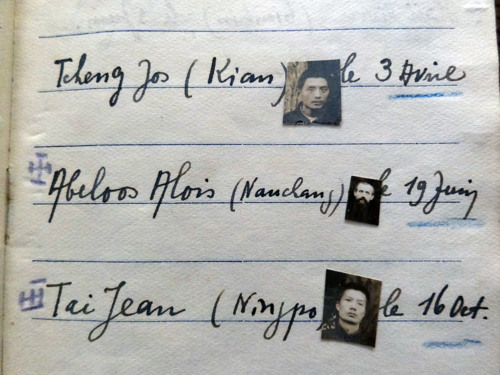 Tcheng Jos (Kian) le 3 Avril
Abeloos Alois (Nanchang) le 19 Juin
Tai Jean (Ningpo) le 16 Oct.